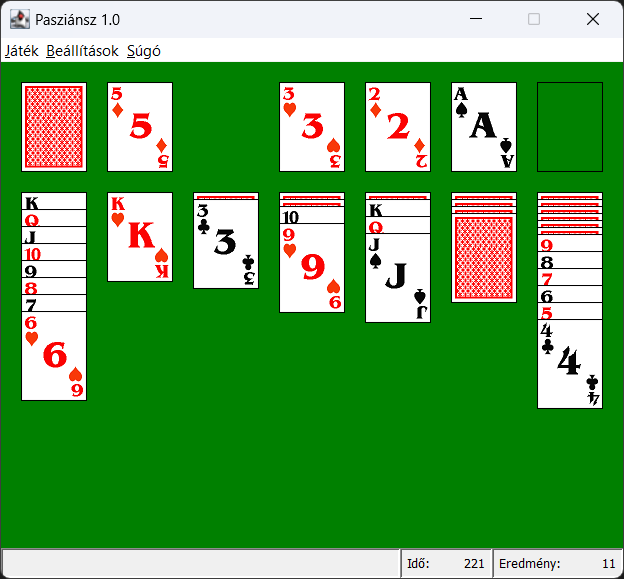 Pasziánsz 1.0
Játék Beállítások Súgó
5 5 5
3 3 3
2 2 2
A A A
K
Q
J
10
9
8
7
6 6 6
K K K
3 3 3
10
9 9 9
K
Q
J J J
9
8
7
6
5
4 4 4
Idő: 221 Eredmény: 11